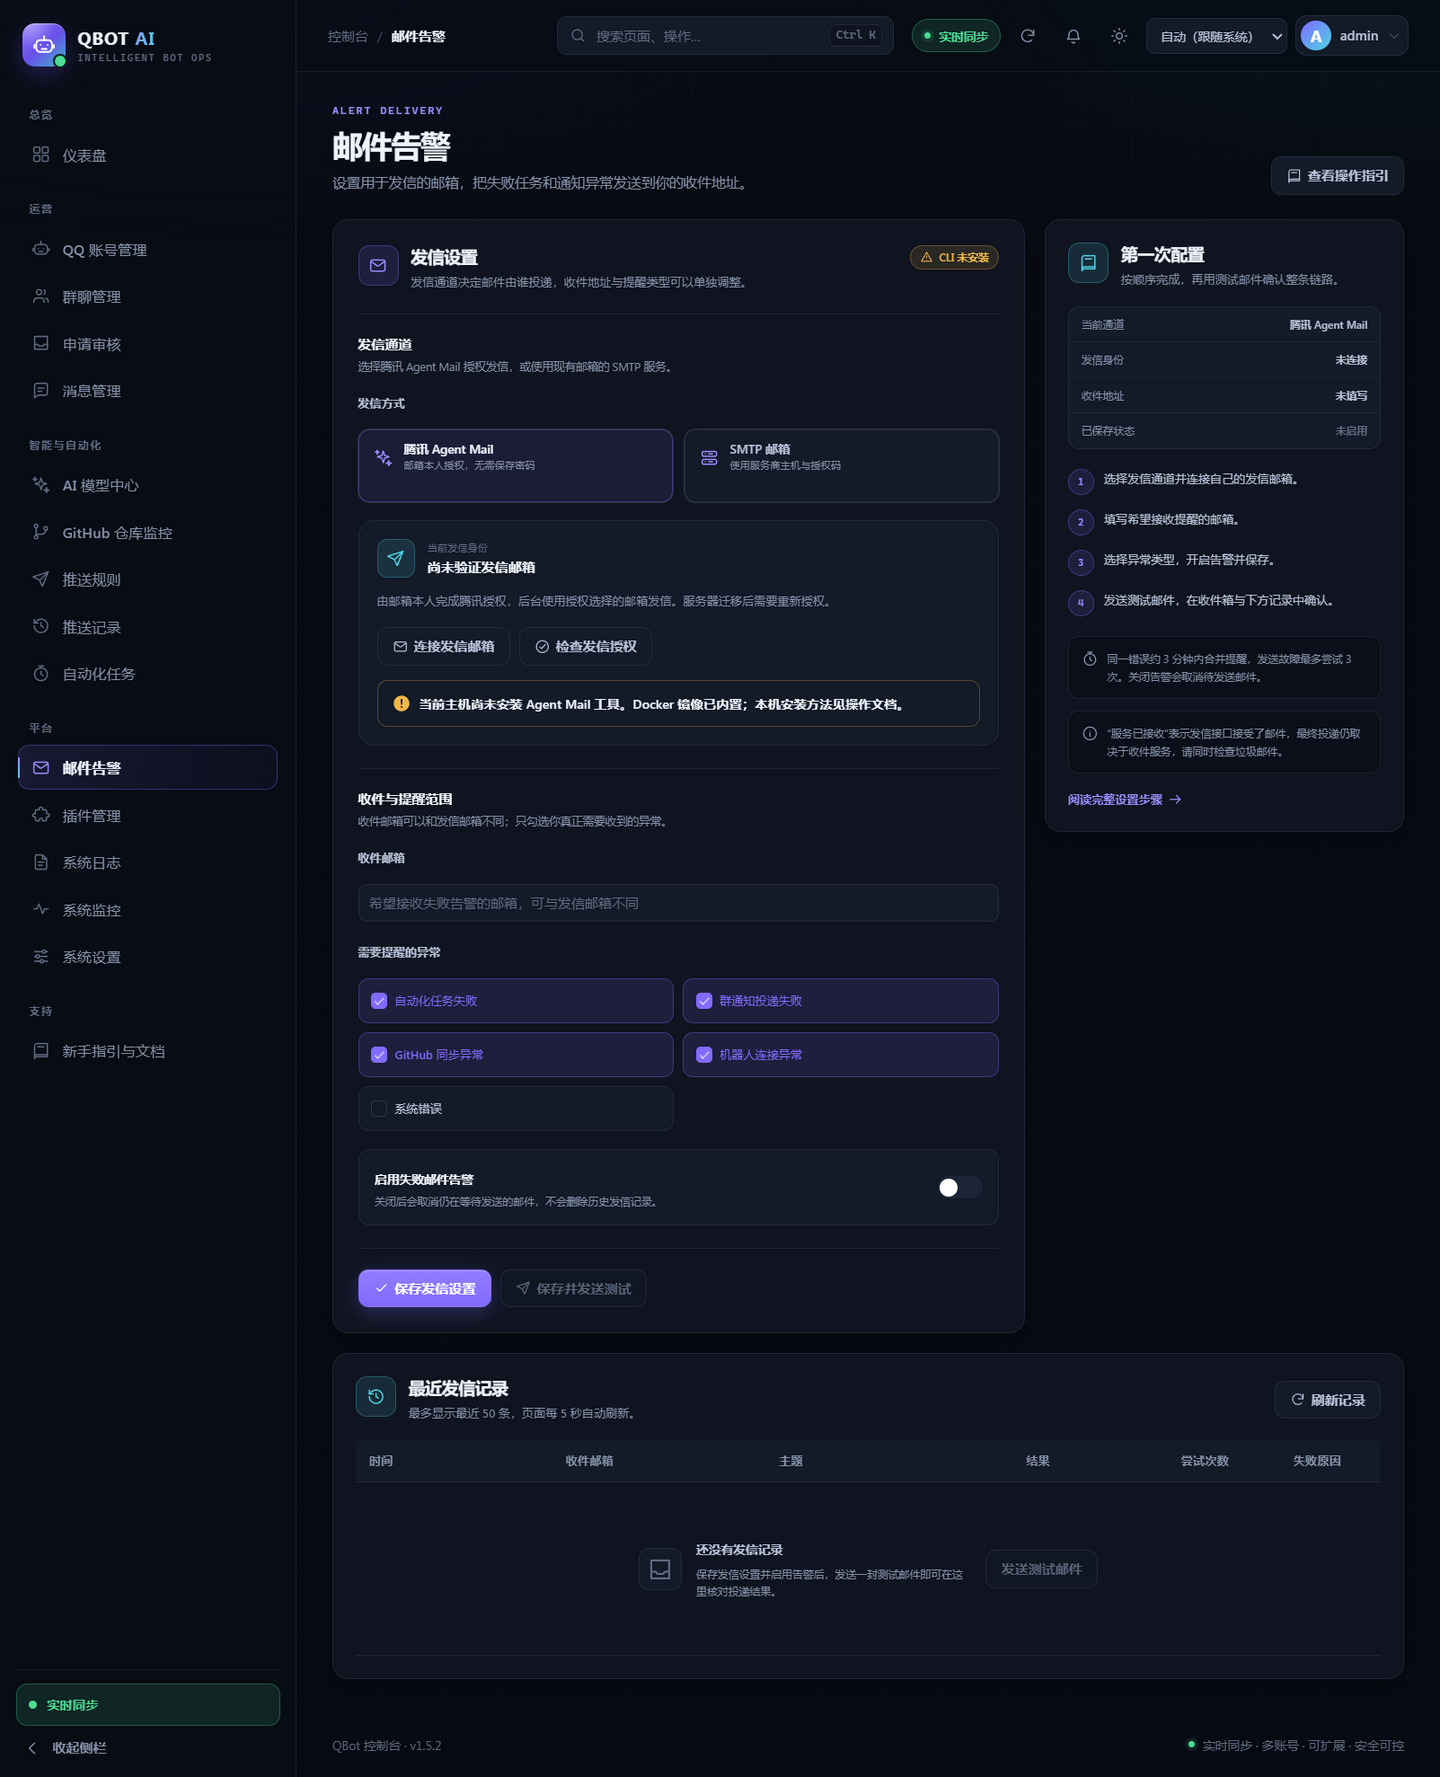 QBOT AI
INTELLIGENT BOT OPS
总览
仪表盘
运营
QQ 账号管理
群聊管理
申请审核
消息管理
智能与自动化
AI 模型中心
GitHub 仓库监控
推送规则
推送记录
自动化任务
平台
邮件告警
插件管理
系统日志
系统监控
系统设置
支持
新手指引与文档
实时同步
收起侧栏
控制台 / 邮件告警
搜索页面、操作... Ctrl K
实时同步
自动（跟随系统）
A admin
ALERT DELIVERY
邮件告警
设置用于发信的邮箱，把失败任务和通知异常发送到你的收件地址。
查看操作指引
发信设置
发信通道决定邮件由谁投递，收件地址与提醒类型可以单独调整。
CLI 未安装
发信通道
选择腾讯 Agent Mail 授权发信，或使用现有邮箱的 SMTP 服务。
发信方式
腾讯 Agent Mail
邮箱本人授权，无需保存密码
SMTP 邮箱
使用服务商主机与授权码
当前发信身份
尚未验证发信邮箱
由邮箱本人完成腾讯授权，后台使用授权选择的邮箱发信。服务器迁移后需要重新授权。
连接发信邮箱
检查发信授权
当前主机尚未安装 Agent Mail 工具。Docker 镜像已内置；本机安装方法见操作文档。
收件与提醒范围
收件邮箱可以和发信邮箱不同；只勾选你真正需要收到的异常。
收件邮箱
希望接收失败告警的邮箱，可与发信邮箱不同
需要提醒的异常
自动化任务失败
群通知投递失败
GitHub 同步异常
机器人连接异常
系统错误
启用失败邮件告警
关闭后会取消仍在等待发送的邮件，不会删除历史发信记录。
保存发信设置
保存并发送测试
第一次配置
按顺序完成，再用测试邮件确认整条链路。
当前通道 腾讯 Agent Mail
发信身份 未连接
收件地址 未填写
已保存状态 未启用
1 选择发信通道并连接自己的发信邮箱。
2 填写希望接收提醒的邮箱。
3 选择异常类型，开启告警并保存。
4 发送测试邮件，在收件箱与下方记录中确认。
同一错误约 3 分钟内合并提醒，发送故障最多尝试 3
次。关闭告警会取消待发送邮件。
“服务已接收”表示发信接口接受了邮件，最终投递仍取
决于收件服务，请同时检查垃圾邮件。
阅读完整设置步骤 →
最近发信记录
最多显示最近 50 条，页面每 5 秒自动刷新。
刷新记录
时间 收件邮箱 主题 结果 尝试次数 失败原因
还没有发信记录
保存发信设置并启用告警后，发送一封测试邮件即可在这
里核对投递结果。
发送测试邮件
QBot 控制台 · v1.5.2
实时同步 · 多账号 · 可扩展 · 安全可控